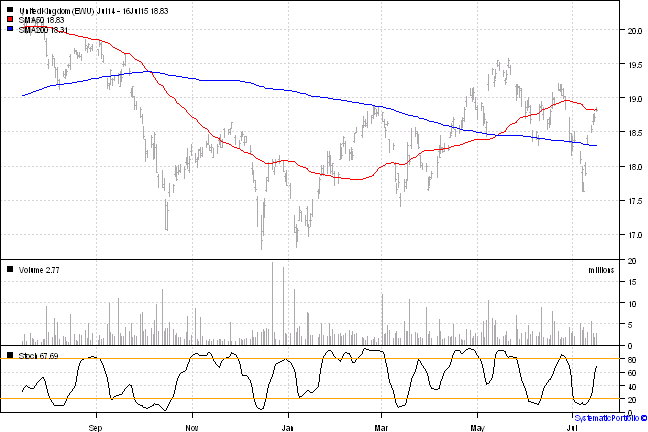 UnitedKingdom (EWU) Jul14 - 16Jul15 18.83
SMA50 18.83
SMA200 18.31
20.0
19.5
19.0
18.5
18.0
17.5
17.0
Volume 2.77
millions
20
15
10
5
0
Stoch 67.69
80
60
40
20
0
Sep
Nov
Jan
Mar
May
Jul
SystematicPortfolio ©